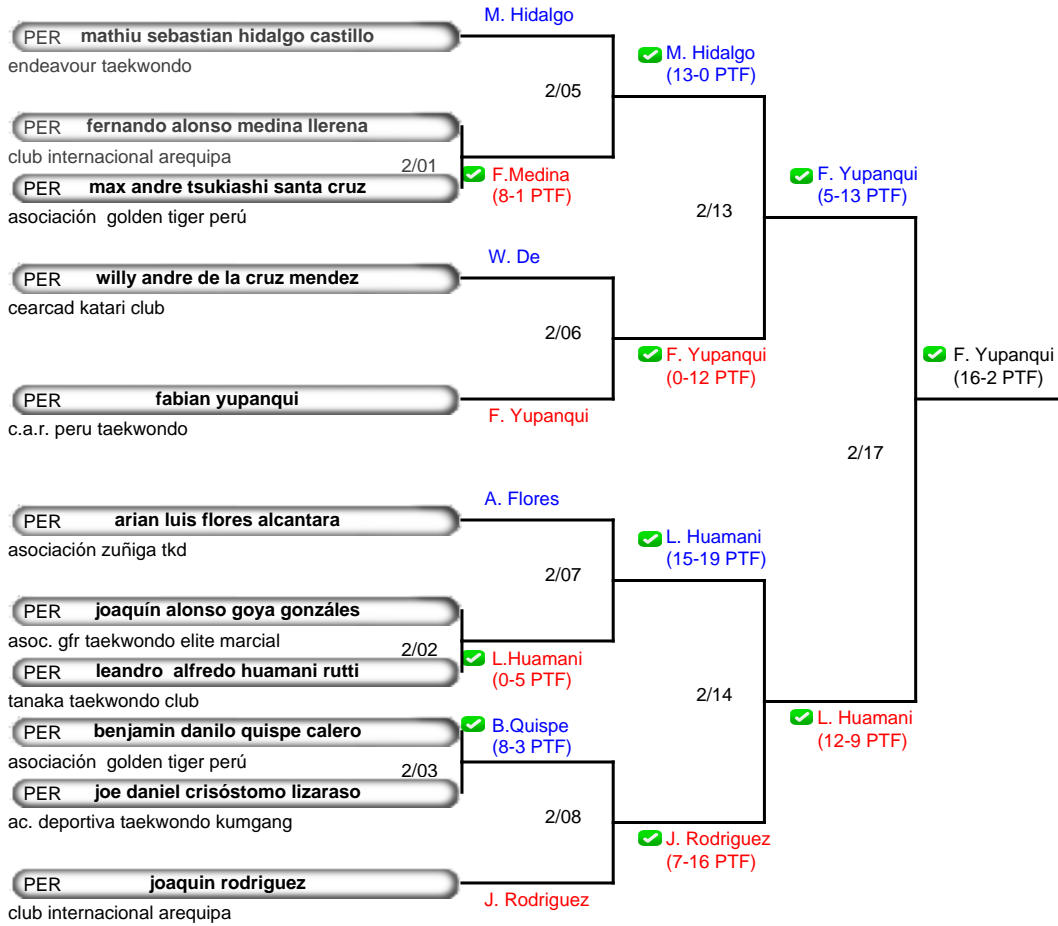 M. Hidalgo
PER mathiu sebastian hidalgo castillo
endeavour taekwondo
M. Hidalgo
(13-0 PTF)
2/05
PER fernando alonso medina llerena
club internacional arequipa
2/01
F.Medina
(8-1 PTF)
PER max andre tsukiashi santa cruz
asociación golden tiger perú
F. Yupanqui
(5-13 PTF)
2/13
W. De
PER willy andre de la cruz mendez
cearcad katari club
2/06
F. Yupanqui
(0-12 PTF)
F. Yupanqui
(16-2 PTF)
PER fabian yupanqui
F. Yupanqui
c.a.r. peru taekwondo
2/17
A. Flores
PER arian luis flores alcantara
asociación zuñiga tkd
L. Huamani
(15-19 PTF)
2/07
PER joaquín alonso goya gonzáles
asoc. gfr taekwondo elite marcial
2/02
L.Huamani
(0-5 PTF)
PER leandro alfredo huamani rutti
tanaka taekwondo club
2/14
L. Huamani
(12-9 PTF)
B.Quispe
(8-3 PTF)
PER benjamin danilo quispe calero
asociación golden tiger perú
2/03
PER joe daniel crisóstomo lizaraso
ac. deportiva taekwondo kumgang
2/08
J. Rodriguez
(7-16 PTF)
PER joaquin rodriguez
J. Rodriguez
club internacional arequipa